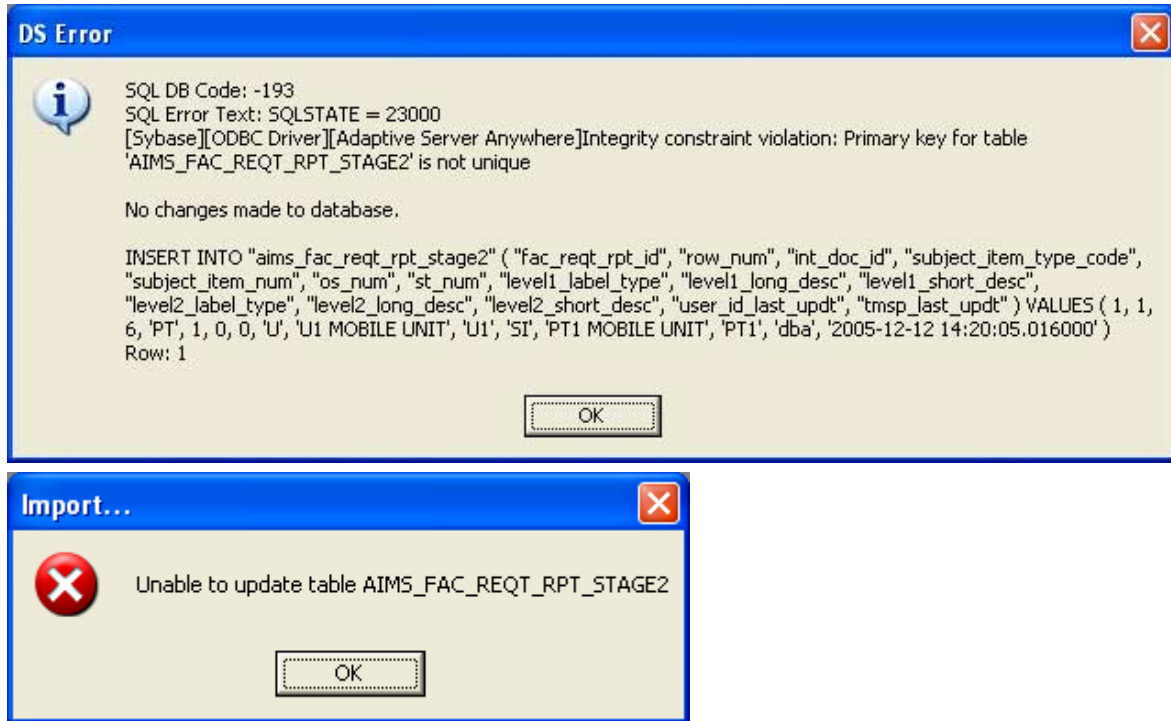 DS Error
SQL DB Code: -193
SQL Error Text: SQLSTATE = 23000
[Sybase][ODBC Driver][Adaptive Server Anywhere]Integrity constraint violation: Primary key for table
'AIMS_FAC_REQT_RPT_STAGE2' is not unique
No changes made to database.
INSERT INTO "aims_fac_reqt_rpt_stage2" ( "fac_reqt_rpt_id", "row_num", "int_doc_id", "subject_item_type_code",
"subject_item_num", "os_num", "st_num", "level1_label_type", "level1_long_desc", "level1_short_desc",
"level2_label_type", "level2_long_desc", "level2_short_desc", "user_id_last_updt", "tmsp_last_updt" ) VALUES ( 1, 1,
6, 'PT', 1, 0, 0, 'U', 'U1 MOBILE UNIT', 'U1', 'SI', 'PT1 MOBILE UNIT', 'PT1', 'dba', '2005-12-12 14:20:05.016000' )
Row: 1
OK
Import...
Unable to update table AIMS_FAC_REQT_RPT_STAGE2
OK